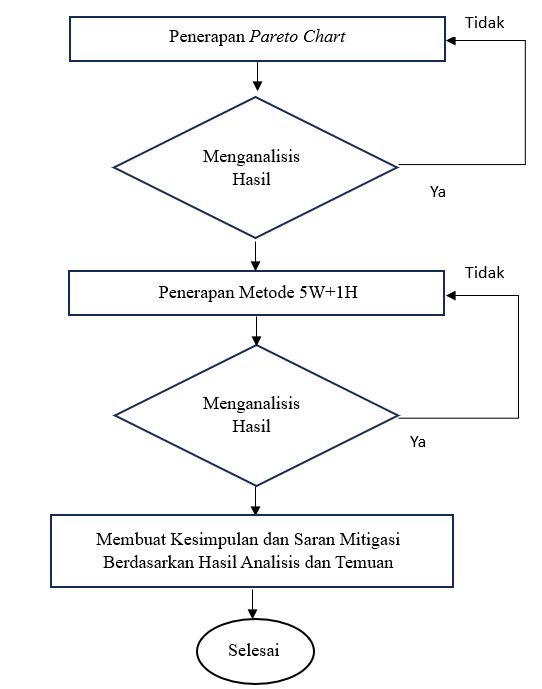 Tidak
Penerapan Pareto Chart
Menganalisis
Hasil
Ya
Tidak
Penerapan Metode 5W+1H
Menganalisis
Hasil
Ya
Membuat Kesimpulan dan Saran Mitigasi
Berdasarkan Hasil Analisis dan Temuan
Selesai